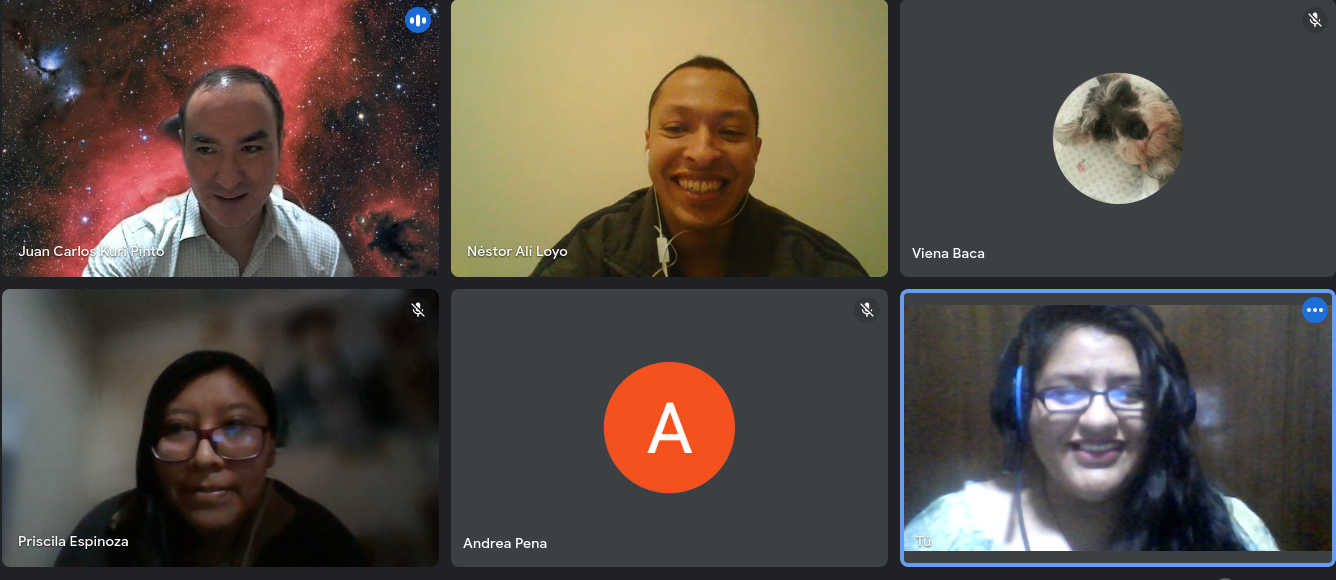 Juan Carlos Kuri Pinto
Néstor Alí Loyo
Viena Baca
Priscila Espinoza
A
Andrea Pena
Tú